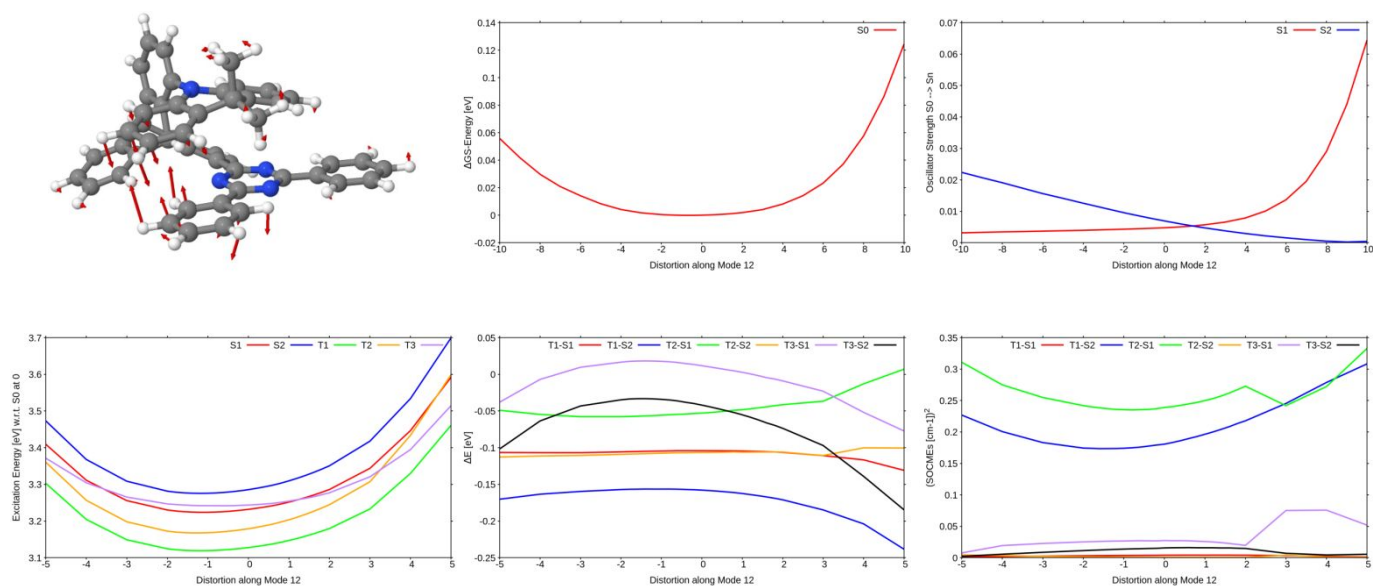 S0
ΔGS-Energy [eV]
0.14
0.12
0.1
0.08
0.06
0.04
0.02
0
-0.02
-10 -8 -6 -4 -2 0 2 4 6 8 10
Distortion along Mode 12
S1 S2
Oscillator Strength S0 --> Sn
0.07
0.06
0.05
0.04
0.03
0.02
0.01
0
-10 -8 -6 -4 -2 0 2 4 6 8 10
Distortion along Mode 12
S1 S2 T1 T2 T3
Excitation Energy [eV] w.r.t. S0 at 0
3.7
3.6
3.5
3.4
3.3
3.2
3.1
-5 -4 -3 -2 -1 0 1 2 3 4 5
Distortion along Mode 12
T1-S1 T1-S2 T2-S1 T2-S2 T3-S1 T3-S2
ΔE [eV]
0.05
0
-0.05
-0.1
-0.15
-0.2
-0.25
-5 -4 -3 -2 -1 0 1 2 3 4 5
Distortion along Mode 12
T1-S1 T1-S2 T2-S1 T2-S2 T3-S1 T3-S2
(SOCMEs [cm-1])²
0.35
0.3
0.25
0.2
0.15
0.1
0.05
0
-5 -4 -3 -2 -1 0 1 2 3 4 5
Distortion along Mode 12